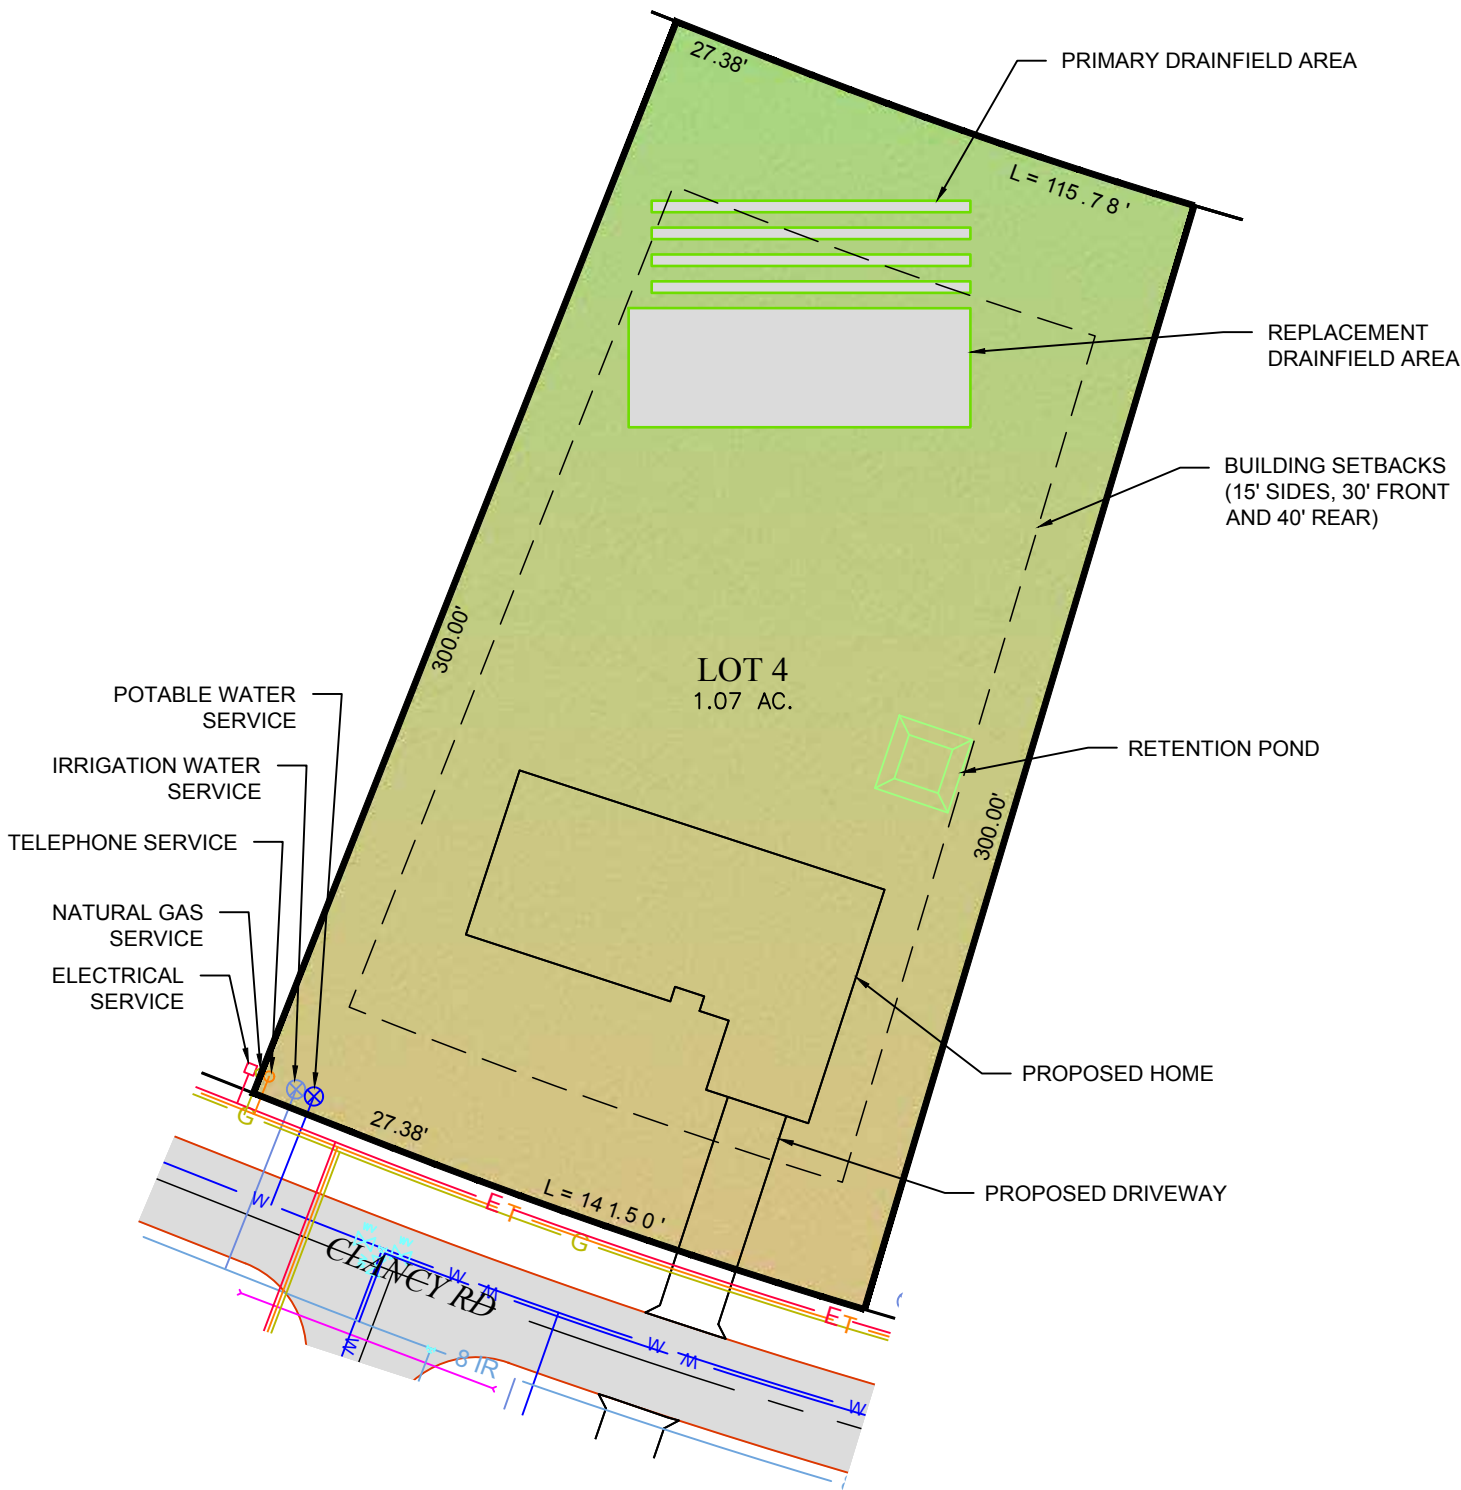 27.38'
PRIMARY DRAINFIELD AREA
L = 115.78'
REPLACEMENT
DRAINFIELD AREA
BUILDING SETBACKS
(15' SIDES, 30' FRONT
AND 40' REAR)
300.00'
LOT 4
1.07 AC.
POTABLE WATER
SERVICE
IRRIGATION WATER
SERVICE
RETENTION POND
TELEPHONE SERVICE
300.00'
NATURAL GAS
SERVICE
ELECTRICAL
SERVICE
PROPOSED HOME
G
27.38'
PROPOSED DRIVEWAY
L = 141.50'
W
E T
G
CLANCY RD
W W
E T
W
W W
8 IR
W